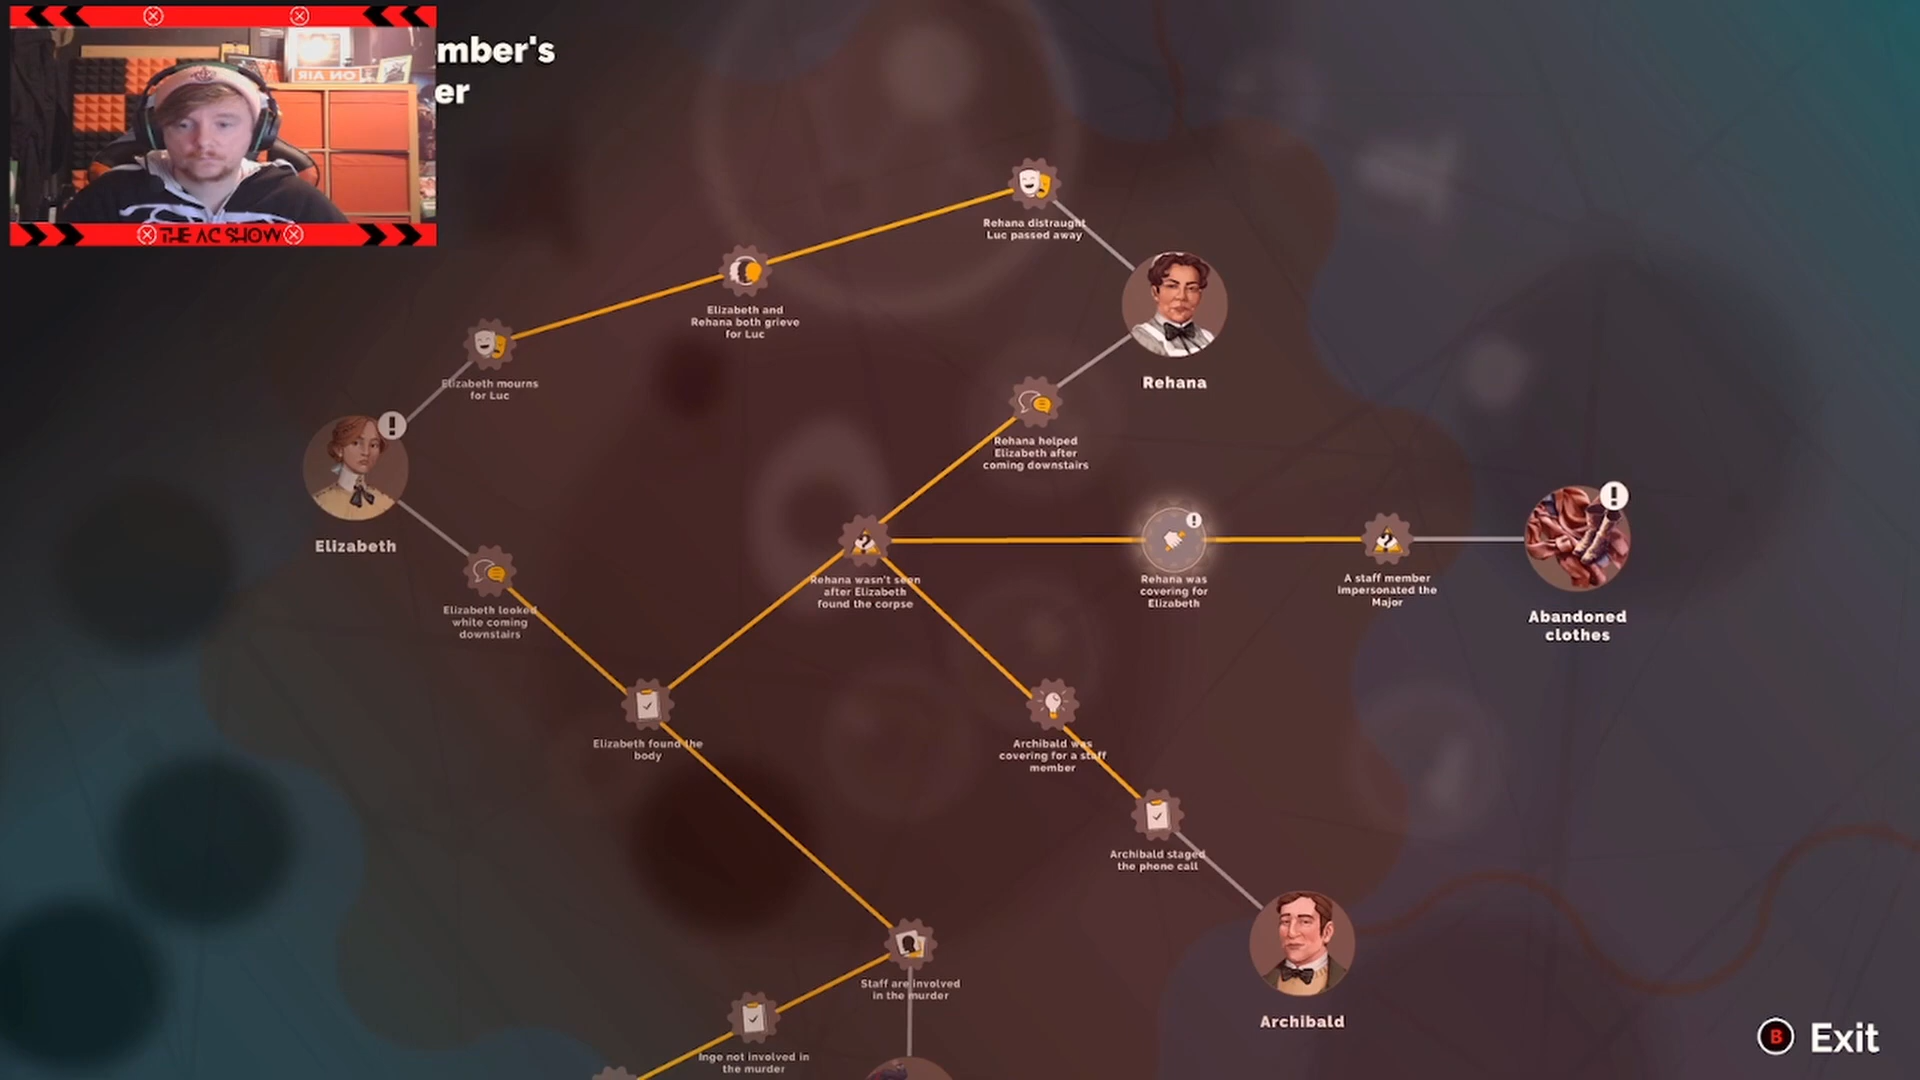 mber's
er
ON AIR
THE AC SHOW
Rehana distraught
Luc passed away
Elizabeth and
Rehana both grieve
for Luc
Elizabeth mourns
for Luc
Rehana
Elizabeth
Rehana helped
Elizabeth after
coming downstairs
Rehana wasn't seen
after Elizabeth
found the corpse
Rehana was
covering for
Elizabeth
A staff member
impersonated the
Major
Abandoned
clothes
Elizabeth looked
white coming
downstairs
Elizabeth found the
body
Archibald was
covering for a staff
member
Archibald staged
the phone call
Archibald
Staff are involved
in the murder
Inge not involved in
the murder
B Exit